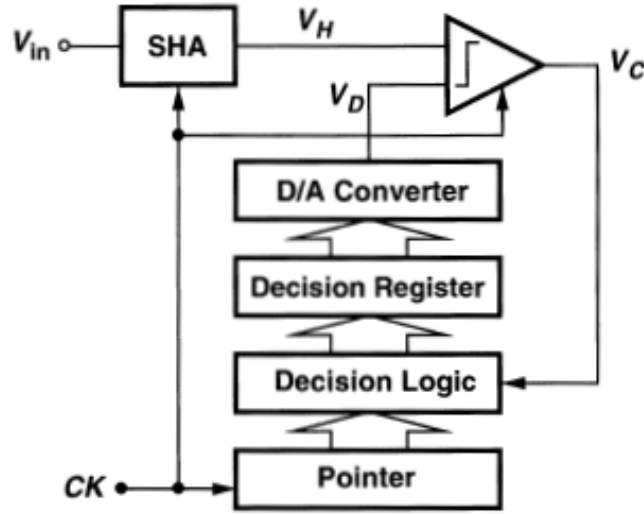 V_in
SHA
V_H
V_C
V_D
D/A Converter
Decision Register
Decision Logic
CK
Pointer